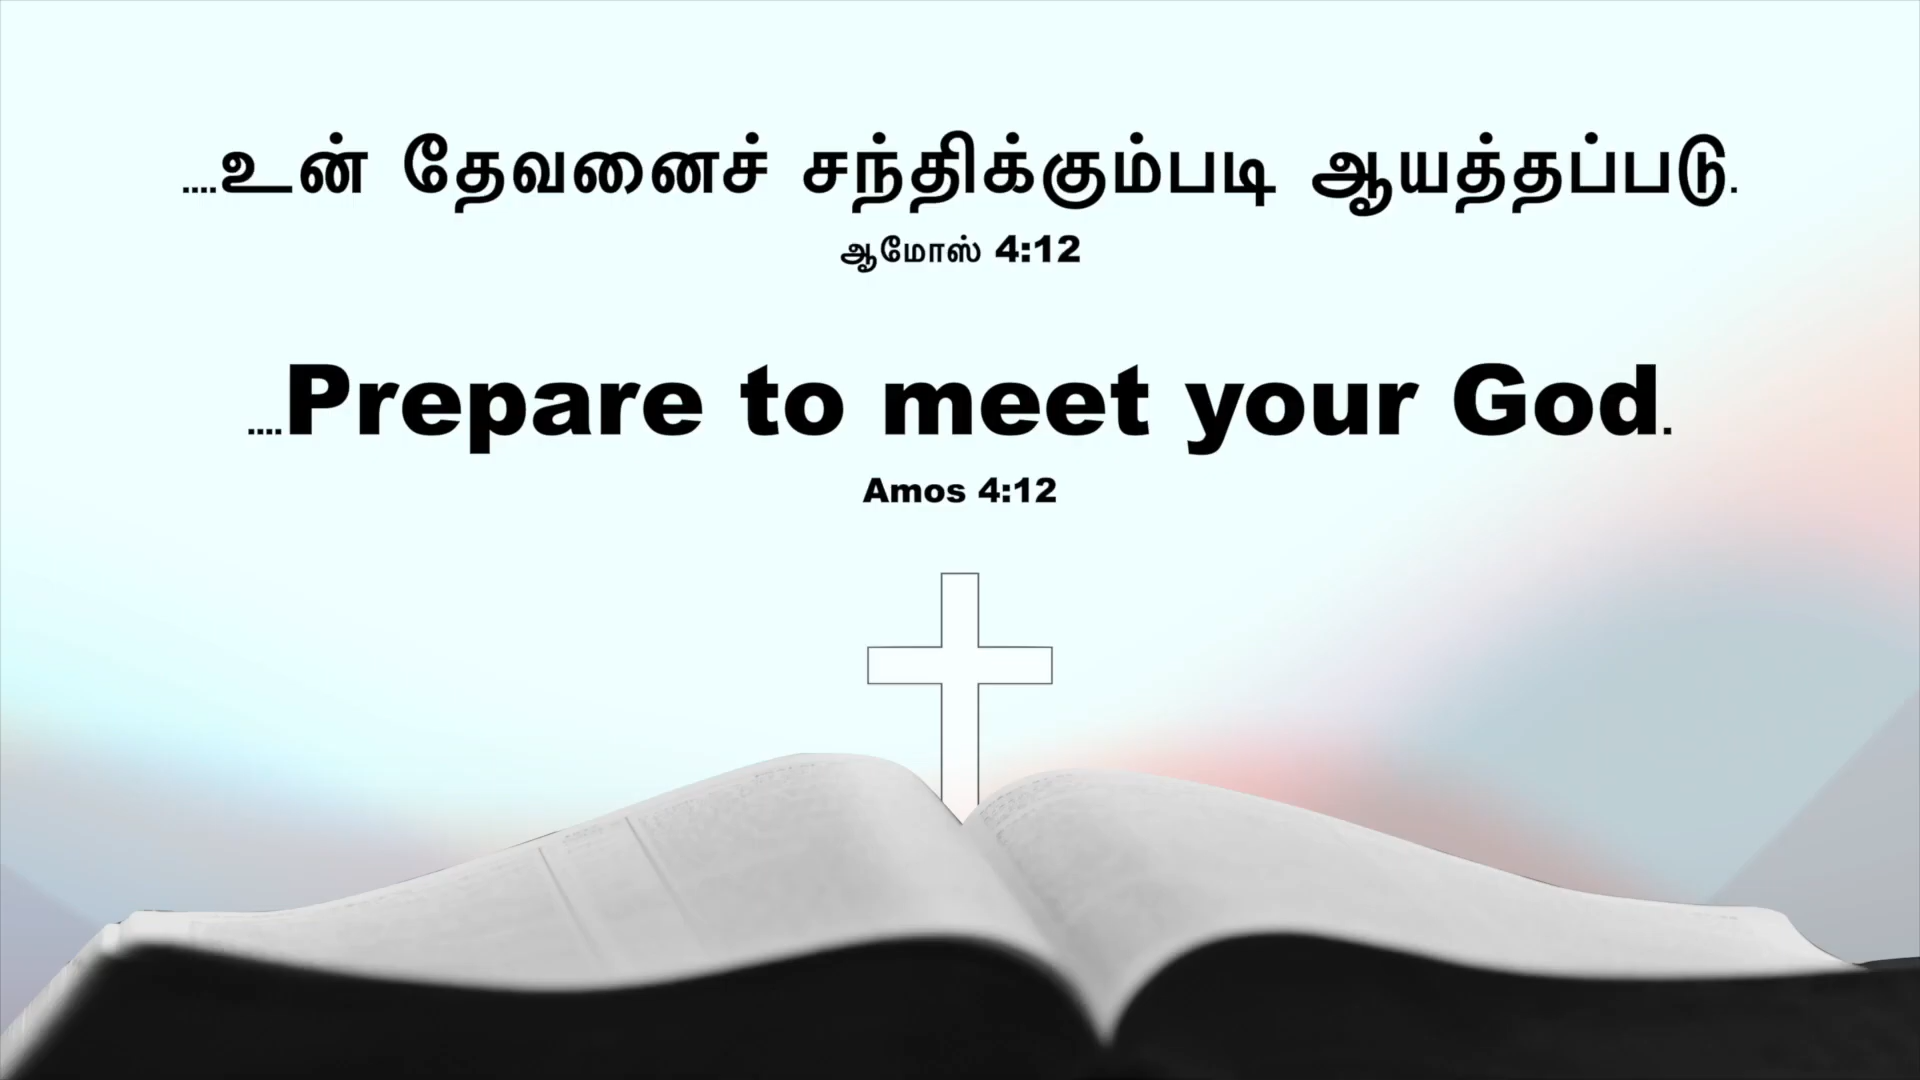 ....உன் தேவனைச் சந்திக்கும்படி ஆயத்தப்படு.
ஆமோஸ் 4:12
....Prepare to meet your God.
Amos 4:12